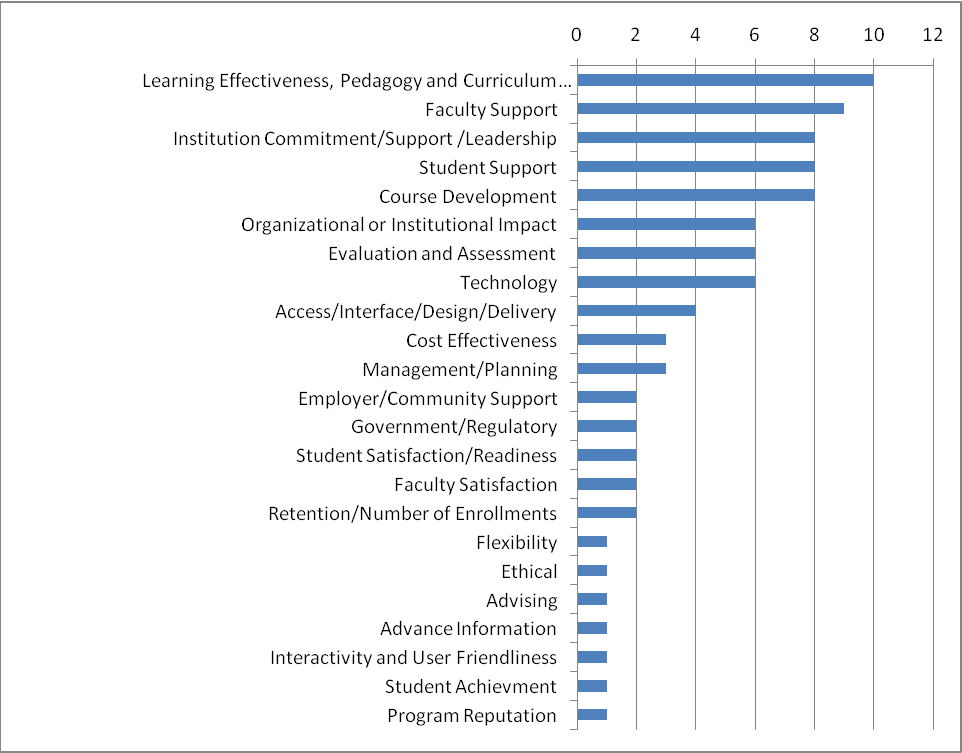 0 2 4 6 8 10 12
Learning Effectiveness, Pedagogy and Curriculum ...
Faculty Support
Institution Commitment/Support /Leadership
Student Support
Course Development
Organizational or Institutional Impact
Evaluation and Assessment
Technology
Access/Interface/Design/Delivery
Cost Effectiveness
Management/Planning
Employer/Community Support
Government/Regulatory
Student Satisfaction/Readiness
Faculty Satisfaction
Retention/Number of Enrollments
Flexibility
Ethical
Advising
Advance Information
Interactivity and User Friendliness
Student Achievment
Program Reputation